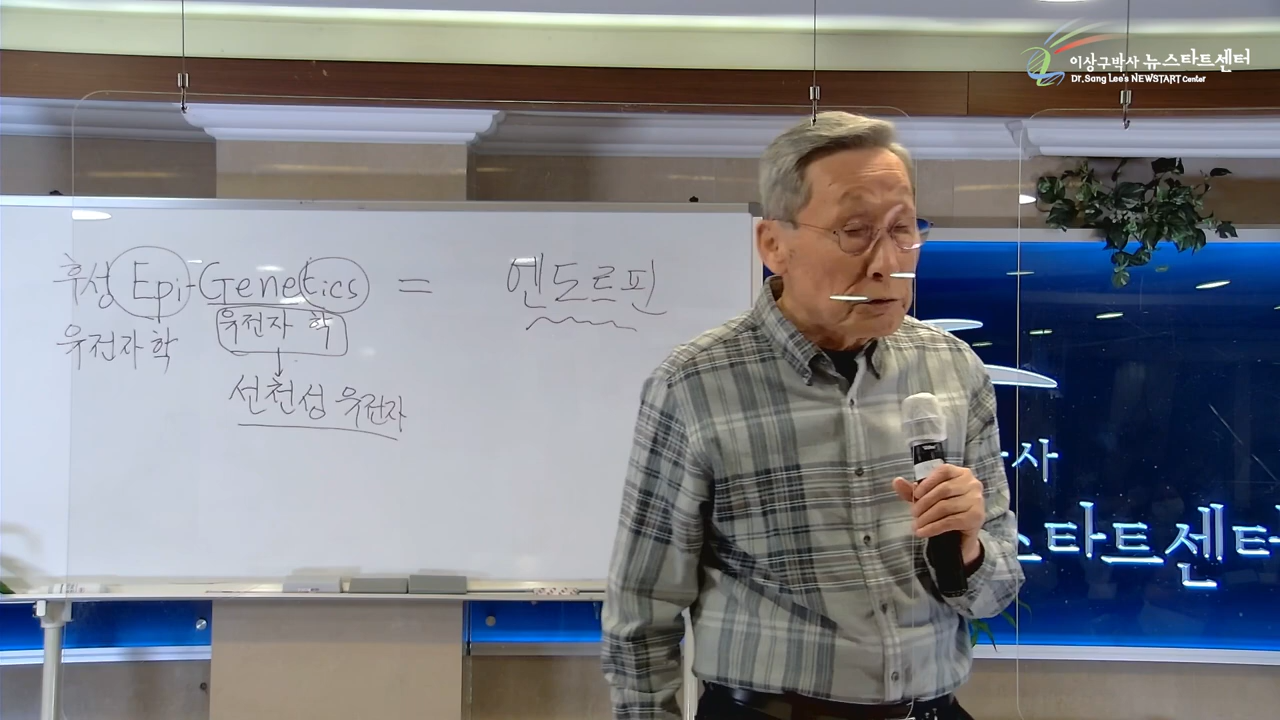 이상구박사 뉴스타트센터
Dr. Sang Lee's NEWSTART Center
후성 Epi-Genetics = 엔도르핀
유전자학 유전자 학
선천성 유전자
사
스타트센터